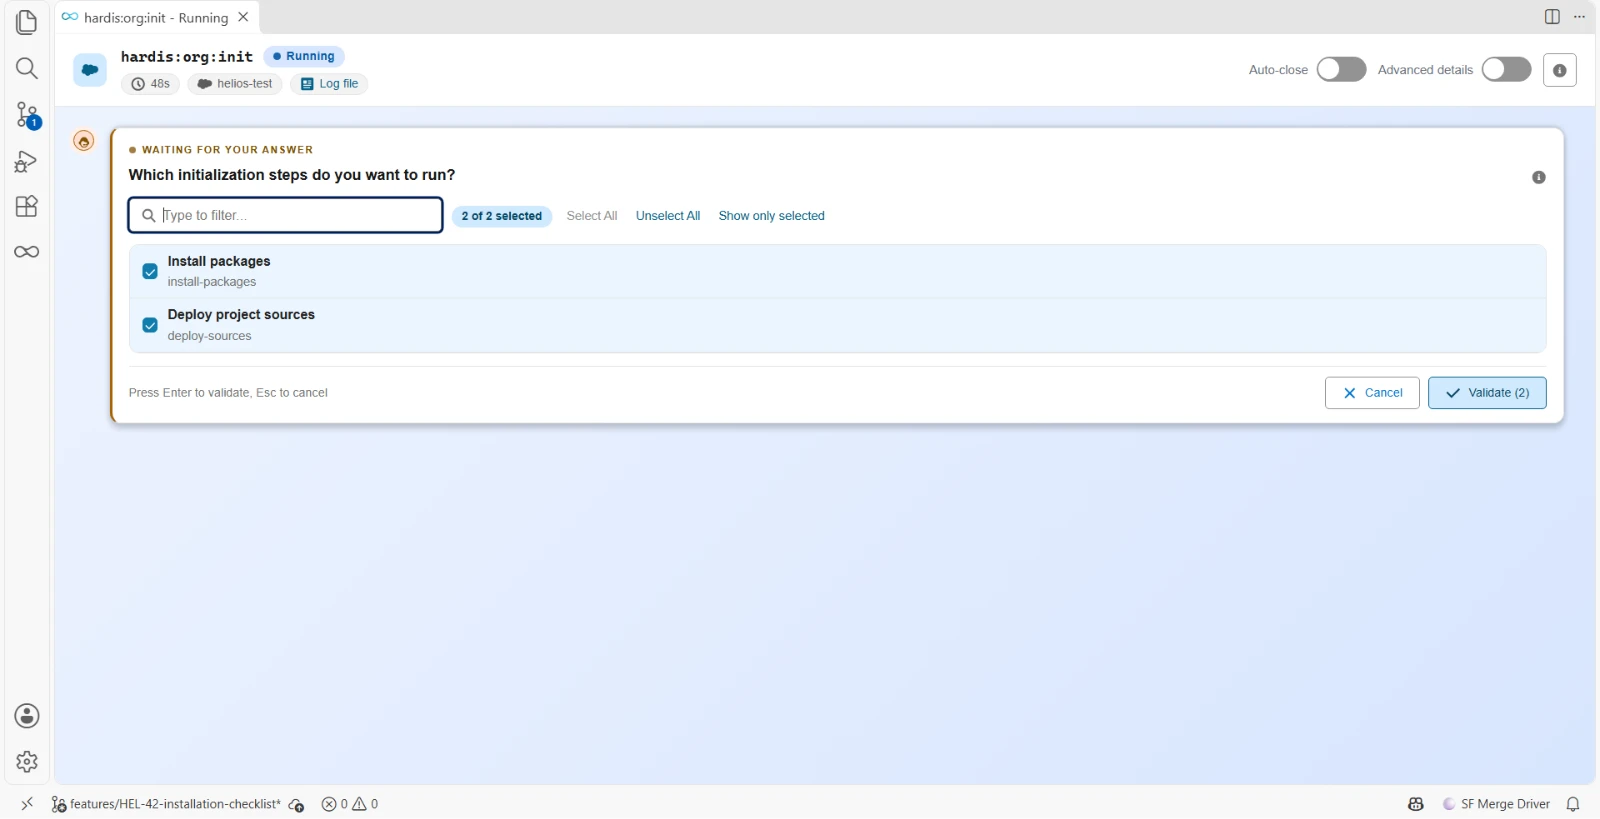 hardis:org:init - Running
hardis:org:init
Running
48s
helios-test
Log file
Auto-close
Advanced details
1
WAITING FOR YOUR ANSWER
Which initialization steps do you want to run?
Type to filter...
2 of 2 selected
Select All
Unselect All
Show only selected
Install packages
install-packages
Deploy project sources
deploy-sources
Press Enter to validate, Esc to cancel
Cancel
Validate (2)
features/HEL-42-installation-checklist*
0
0
SF Merge Driver